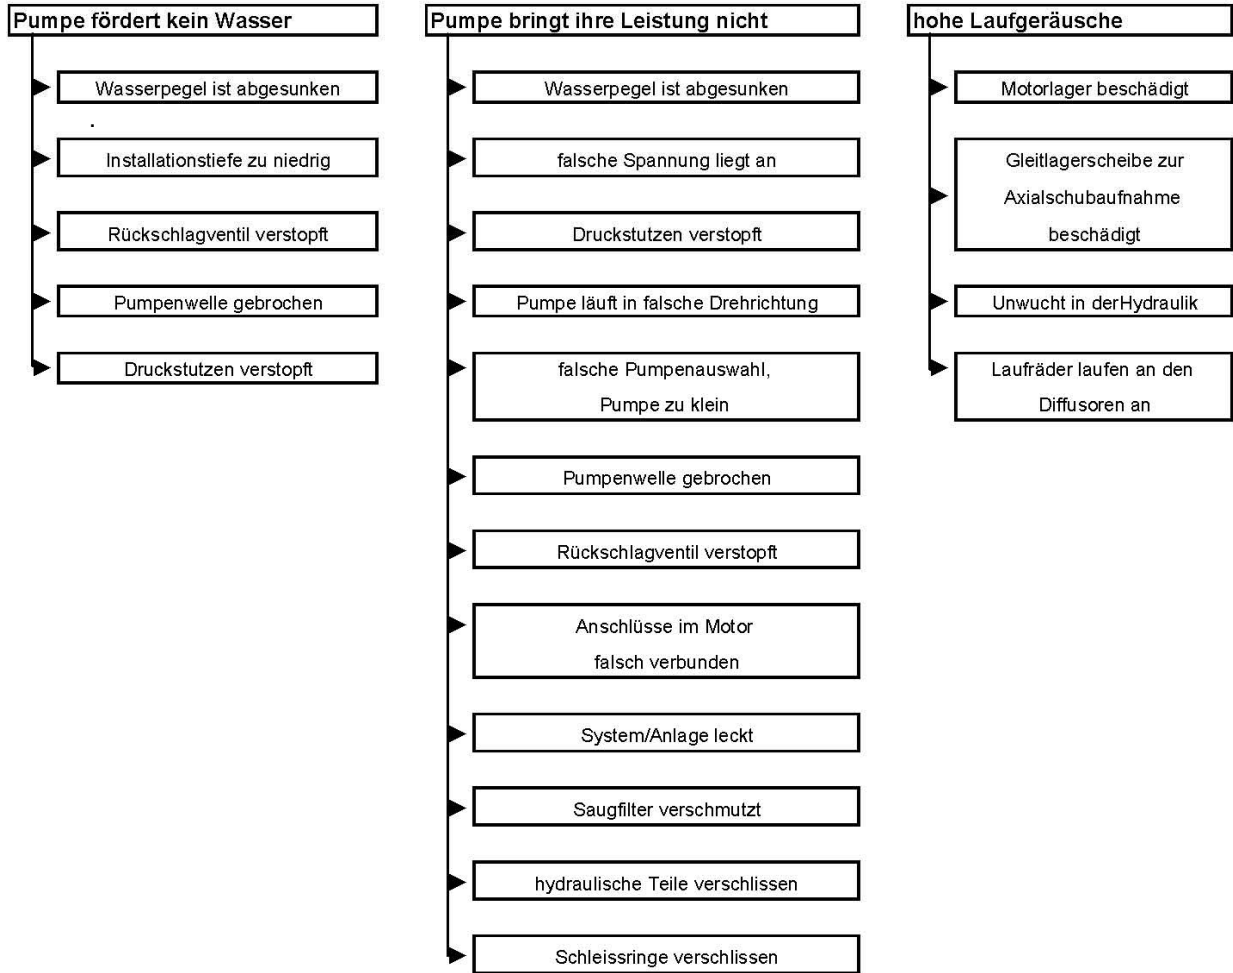 Pumpe fördert kein Wasser
Wasserpegel ist abgesunken
.
Installationstiefe zu niedrig
Rückschlagventil verstopft
Pumpenwelle gebrochen
Druckstutzen verstopft
Pumpe bringt ihre Leistung nicht
Wasserpegel ist abgesunken
falsche Spannung liegt an
Druckstutzen verstopft
Pumpe läuft in falsche Drehrichtung
falsche Pumpenauswahl,
Pumpe zu klein
Pumpenwelle gebrochen
Rückschlagventil verstopft
Anschlüsse im Motor
falsch verbunden
System/Anlage leckt
Saugfilter verschmutzt
hydraulische Teile verschlissen
Schleissringe verschlissen
hohe Laufgeräusche
Motorlager beschädigt
Gleitlagerscheibe zur
Axialschubaufnahme
beschädigt
Unwucht in derHydraulik
Laufräder laufen an den
Diffusoren an